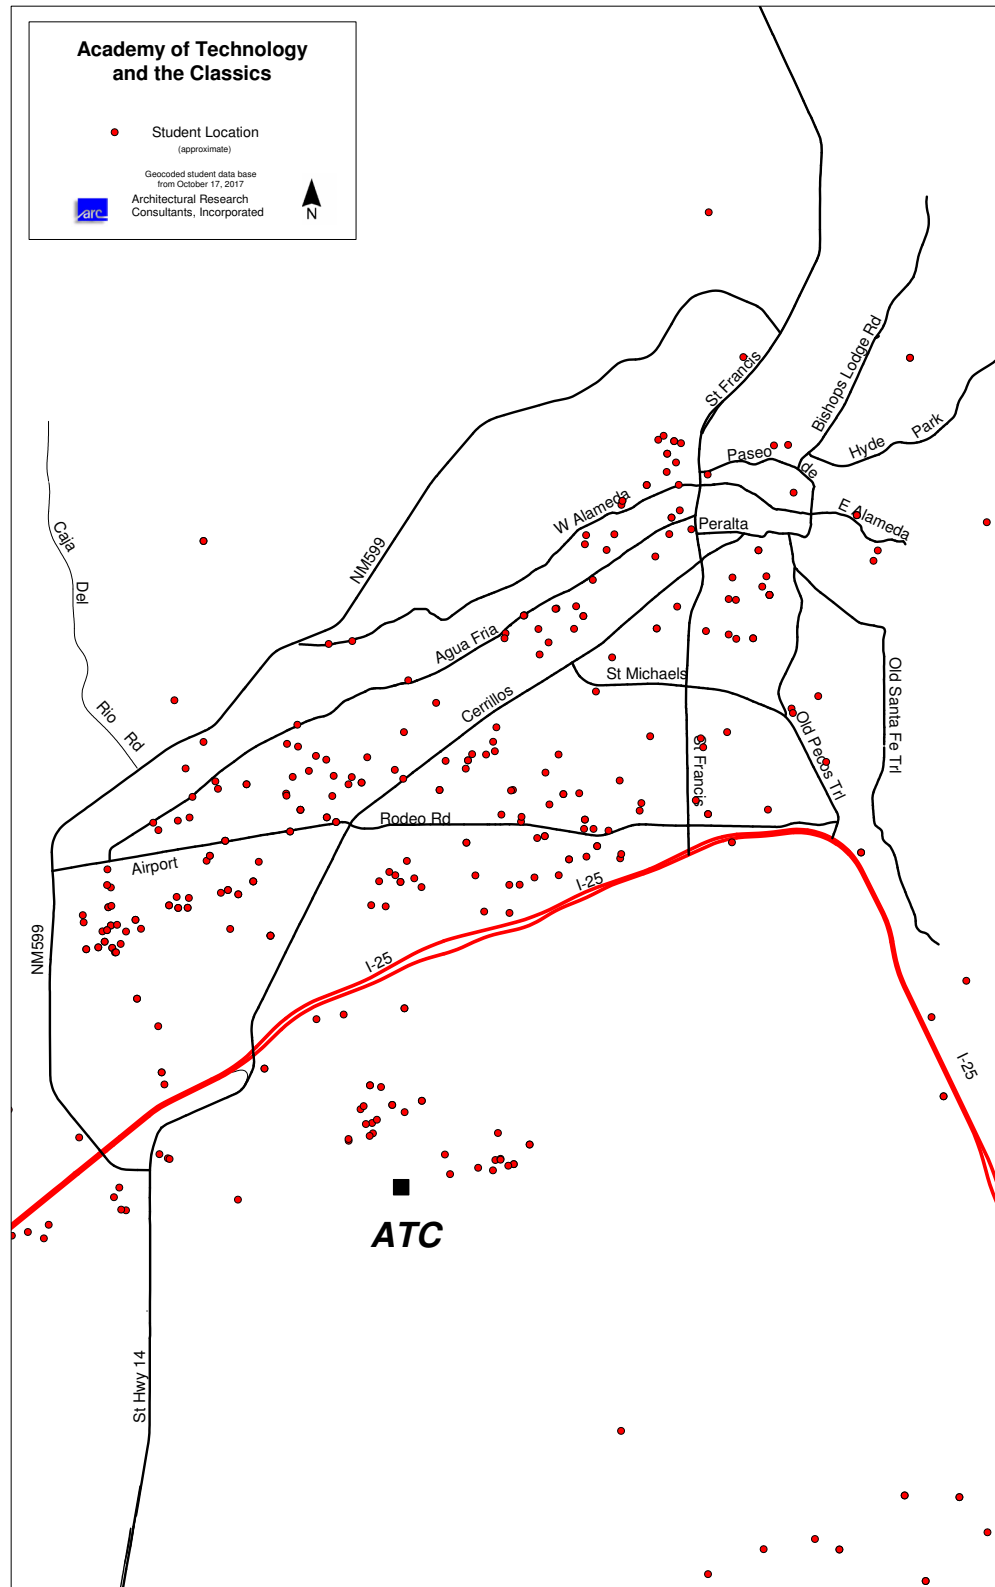 Academy of Technology
and the Classics
Student Location
(approximate)
Geocoded student data base
from October 17, 2017
arc
Architectural Research
Consultants, Incorporated
N
St Francis
Bishops Lodge Rd
Hyde
Park
Paseo
de
Peralta
W Alameda
E Alameda
Caja
Del
Rio
Rd
NM599
Agua Fria
Cerrillos
St Michaels
Old Santa Fe Trl
Old Pecos Trl
St Francis
Rodeo Rd
Airport
I-25
NM599
I-25
I-25
ATC
St Hwy 14